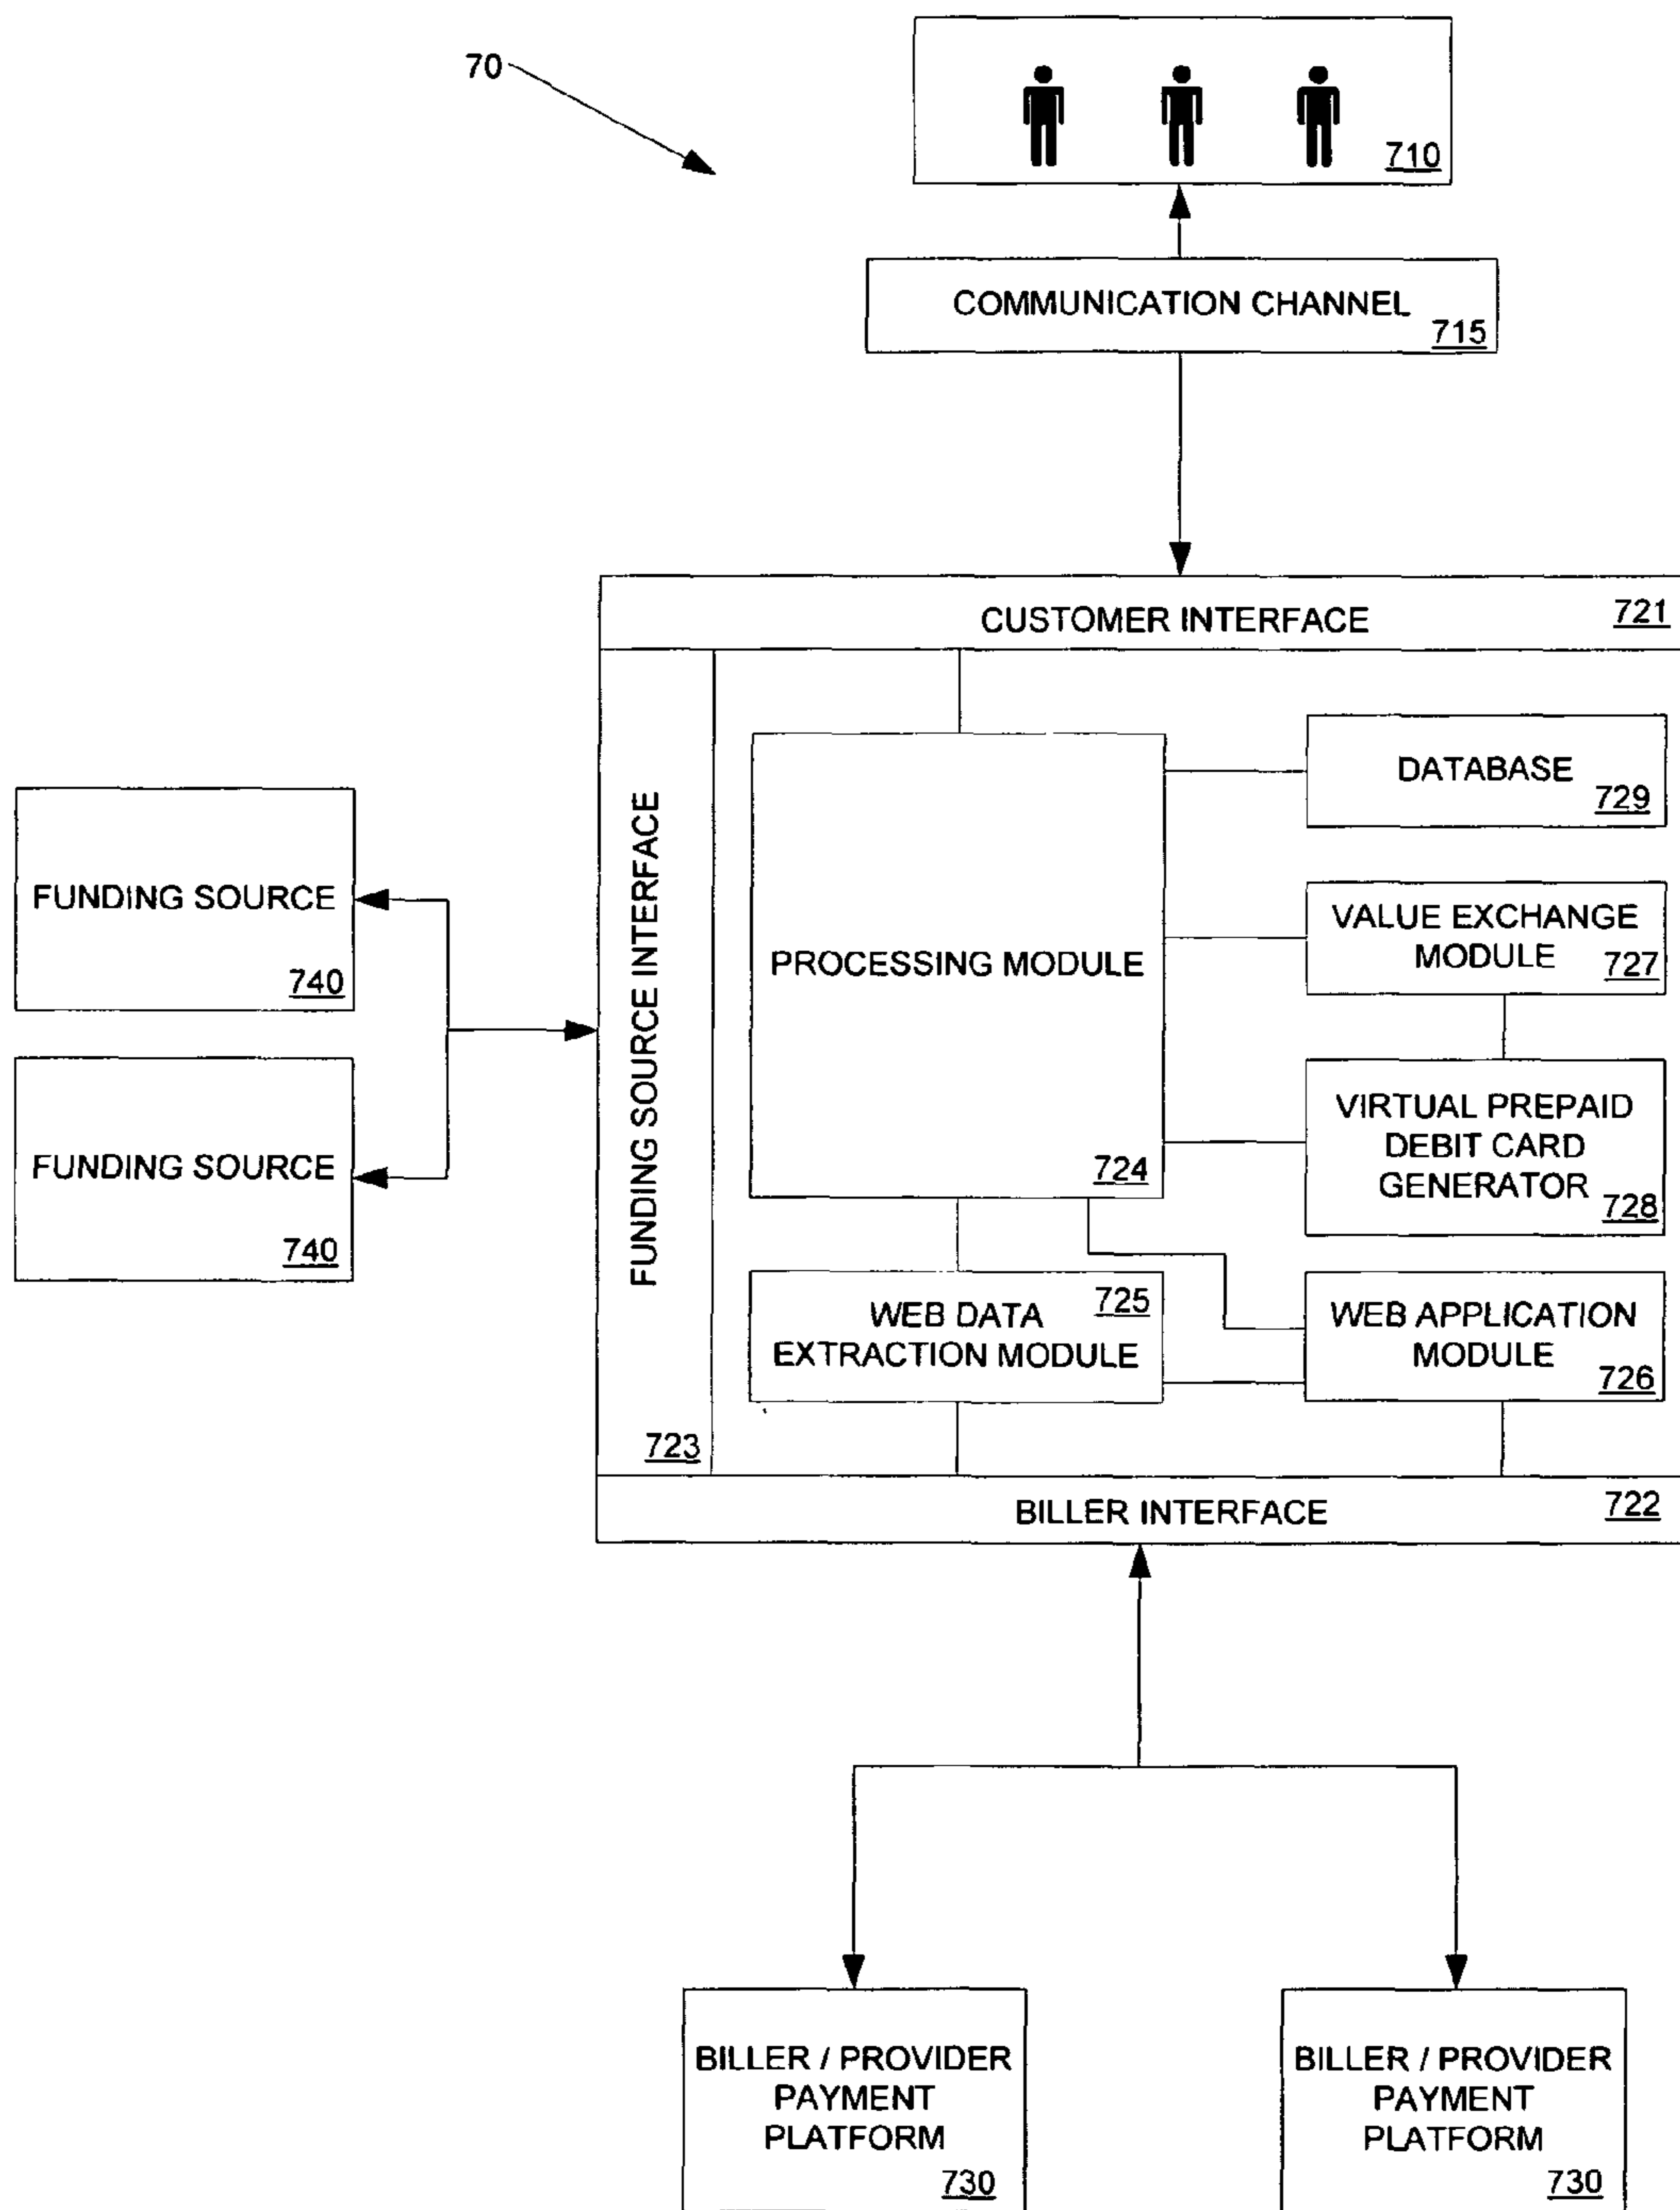 70
710
COMMUNICATION CHANNEL
715
CUSTOMER INTERFACE
721
FUNDING SOURCE INTERFACE
723
PROCESSING MODULE
724
DATABASE
729
VALUE EXCHANGE
MODULE
727
VIRTUAL PREPAID
DEBIT CARD
GENERATOR
728
FUNDING SOURCE
740
FUNDING SOURCE
740
725
WEB DATA
EXTRACTION MODULE
WEB APPLICATION
MODULE
726
BILLER INTERFACE
722
BILLER / PROVIDER
PAYMENT
PLATFORM
730
BILLER / PROVIDER
PAYMENT
PLATFORM
730